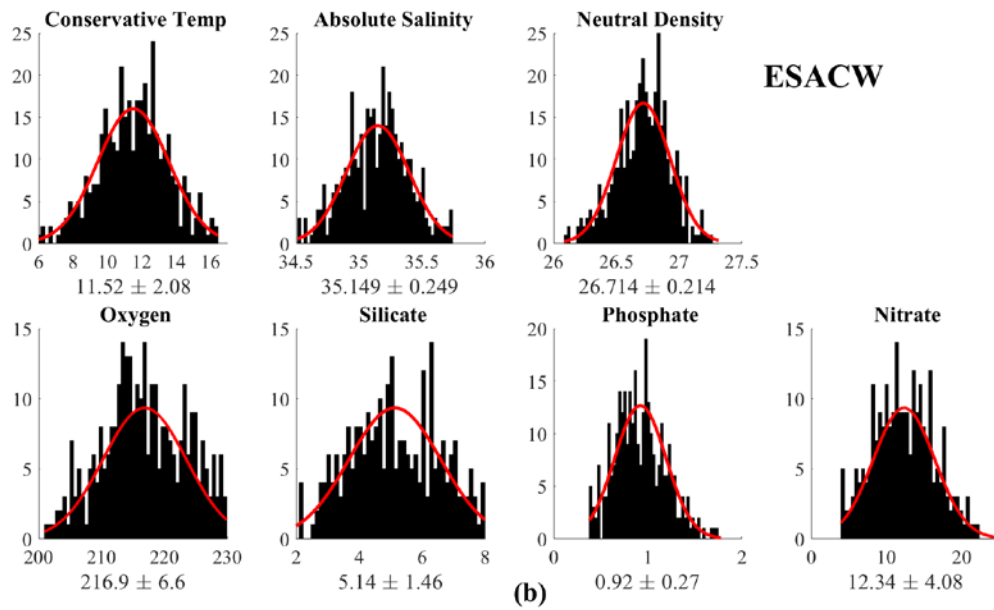 Conservative Temp
Absolute Salinity
Neutral Density
ESACW
25
20
15
10
5
0
6 8 10 12 14 16
11.52 ± 2.08
25
20
15
10
5
0
34.5 35 35.5 36
35.149 ± 0.249
25
20
15
10
5
0
26 26.5 27 27.5
26.714 ± 0.214
Oxygen
Silicate
Phosphate
Nitrate
15
10
5
0
200 210 220 230
216.9 ± 6.6
15
10
5
0
2 4 6 8
5.14 ± 1.46
20
15
10
5
0
0 1 2
0.92 ± 0.27
15
10
5
0
0 10 20
12.34 ± 4.08
(b)